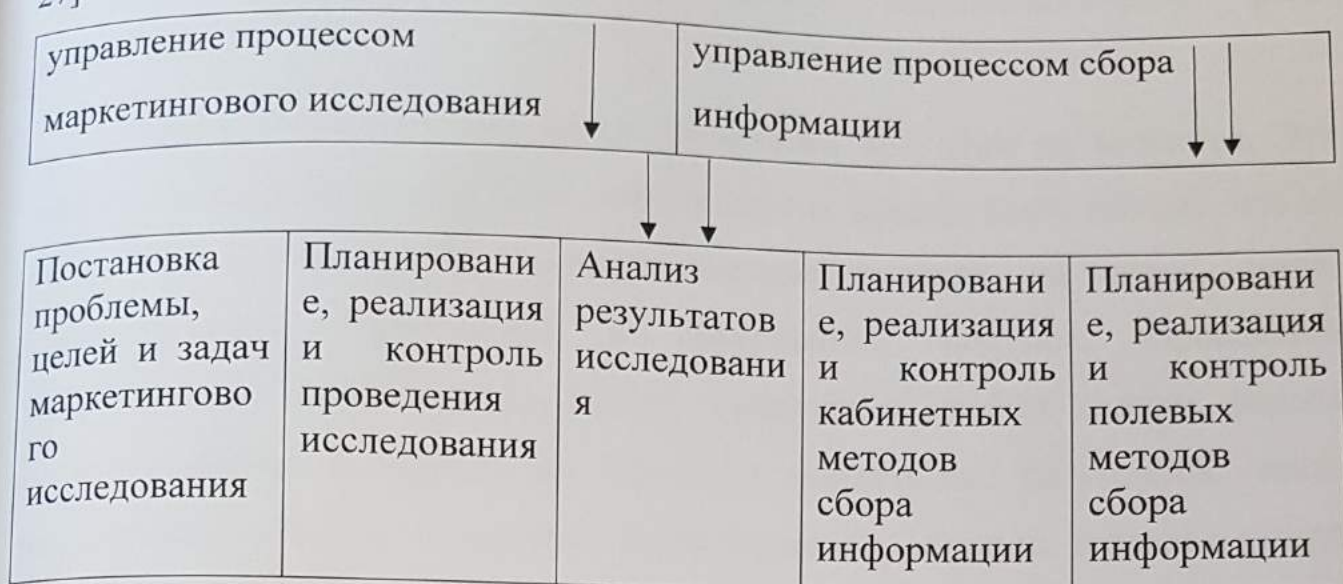 27]
управление процессом
маркетингового исследования
управление процессом сбора
информации
Постановка
проблемы,
целей и задач
маркетингово
го
исследования
Планировани
е, реализация
и контроль
проведения
исследования
Анализ
результатов
исследовани
я
Планировани
е, реализация
и контроль
кабинетных
методов
сбора
информации
Планировани
е, реализация
и контроль
полевых
методов
сбора
информации